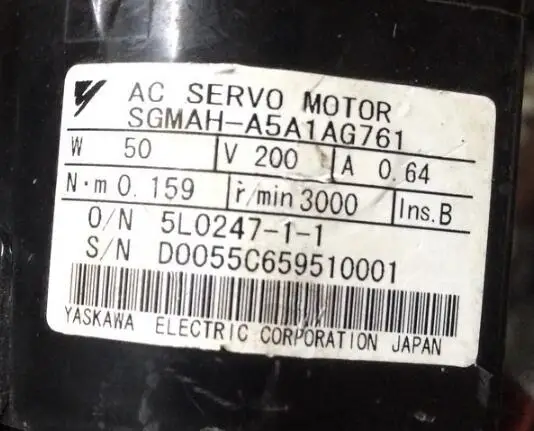 AC SERVO MOTOR
SGMAH-A5A1AG761
W 50 V 200 A 0.64
N·m 0.159 r/min 3000 Ins.B
O/N 5L0247-1-1
S/N D0055C659510001
YASKAWA ELECTRIC CORPORATION JAPAN